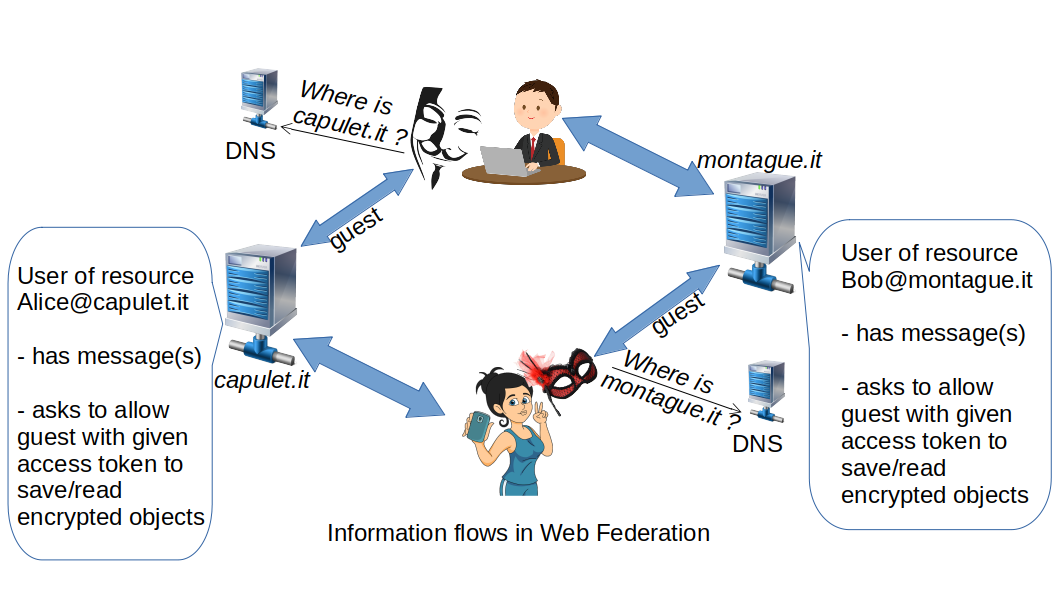 Where is
capulet.it ?
DNS
montague.it
guest
User of resource
Alice@capulet.it
- has message(s)
- asks to allow
guest with given
access token to
save/read
encrypted objects
capulet.it
User of resource
Bob@montague.it
- has message(s)
- asks to allow
guest with given
access token to
save/read
encrypted objects
guest
Where is
montague.it ?
DNS
Information flows in Web Federation